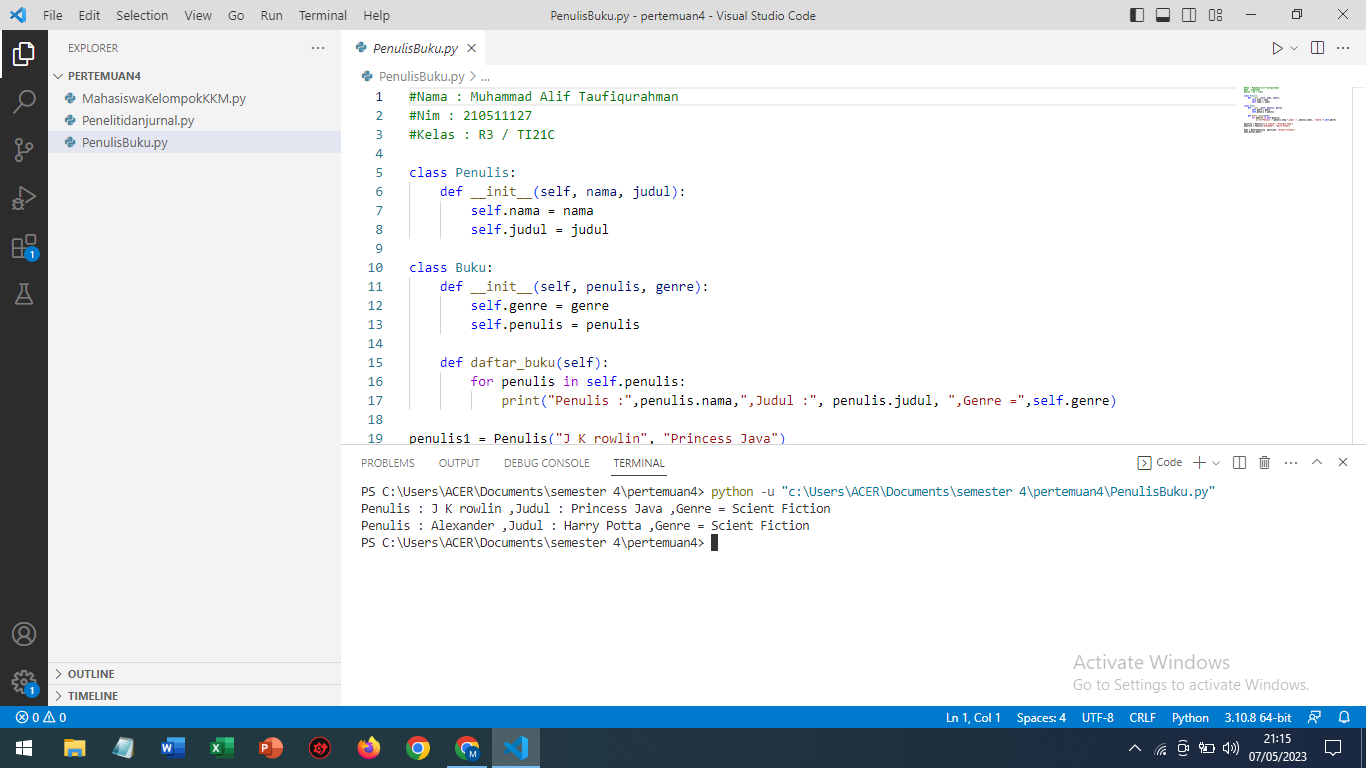 File Edit Selection View Go Run Terminal Help PenulisBuku.py - pertemuan4 - Visual Studio Code
EXPLORER
PERTEMUAN4
MahasiswaKelompokKKM.py
Penelitidanjurnal.py
PenulisBuku.py
OUTLINE
TIMELINE
PenulisBuku.py
PenulisBuku.py > ...
1 #Nama : Muhammad Alif Taufiqurahman
2 #Nim : 210511127
3 #Kelas : R3 / TI21C
4
5 class Penulis:
6     def __init__(self, nama, judul):
7         self.nama = nama
8         self.judul = judul
9
10 class Buku:
11     def __init__(self, penulis, genre):
12         self.genre = genre
13         self.penulis = penulis
14
15     def daftar_buku(self):
16         for penulis in self.penulis:
17             print("Penulis :",penulis.nama,",Judul :", penulis.judul, ",Genre =",self.genre)
18
19 penulis1 = Penulis("J K rowlin", "Princess Java")
PROBLEMS OUTPUT DEBUG CONSOLE TERMINAL Code
PS C:\Users\ACER\Documents\semester 4\pertemuan4> python -u "c:\Users\ACER\Documents\semester 4\pertemuan4\PenulisBuku.py"
Penulis : J K rowlin ,Judul : Princess Java ,Genre = Scient Fiction
Penulis : Alexander ,Judul : Harry Potta ,Genre = Scient Fiction
PS C:\Users\ACER\Documents\semester 4\pertemuan4>
Activate Windows
Go to Settings to activate Windows.
1
1
0 0 Ln 1, Col 1 Spaces: 4 UTF-8 CRLF Python 3.10.8 64-bit
21:15
07/05/2023